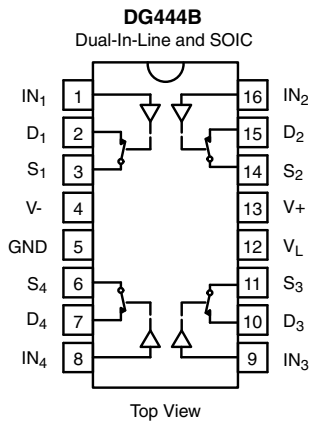 DG444B
Dual-In-Line and SOIC
IN1 1 16 IN2
D1 2 15 D2
S1 3 14 S2
V- 4 13 V+
GND 5 12 VL
S4 6 11 S3
D4 7 10 D3
IN4 8 9 IN3
Top View